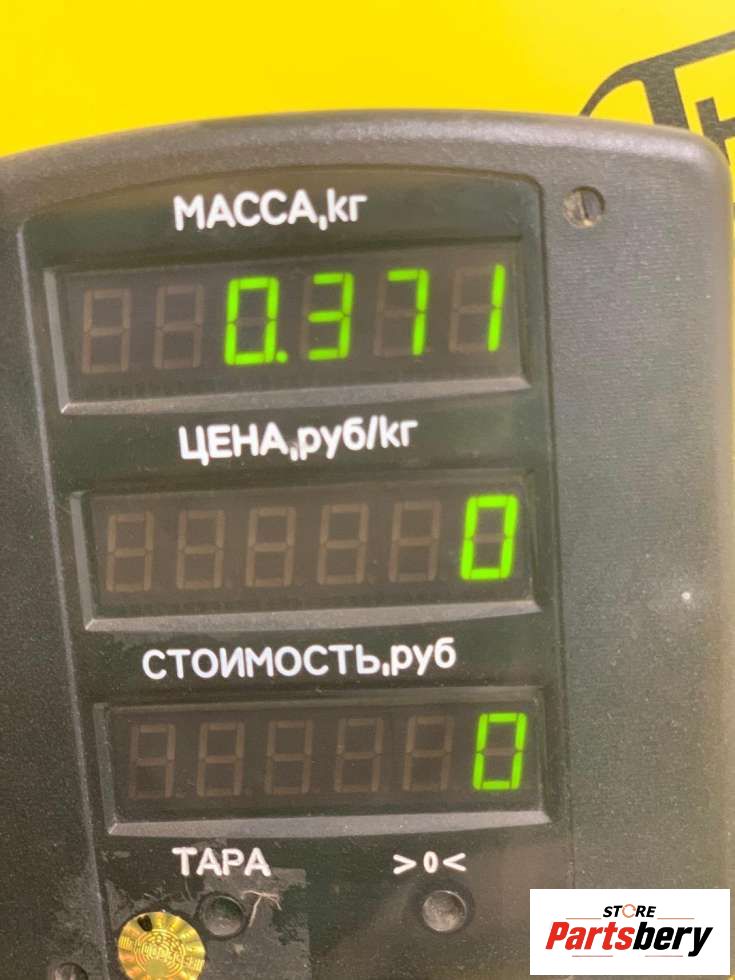 МАССА,кг
0.371
ЦЕНА,руб/кг
0
СТОИМОСТЬ,руб
0
ТАРА >0<
STORE
Partsbery